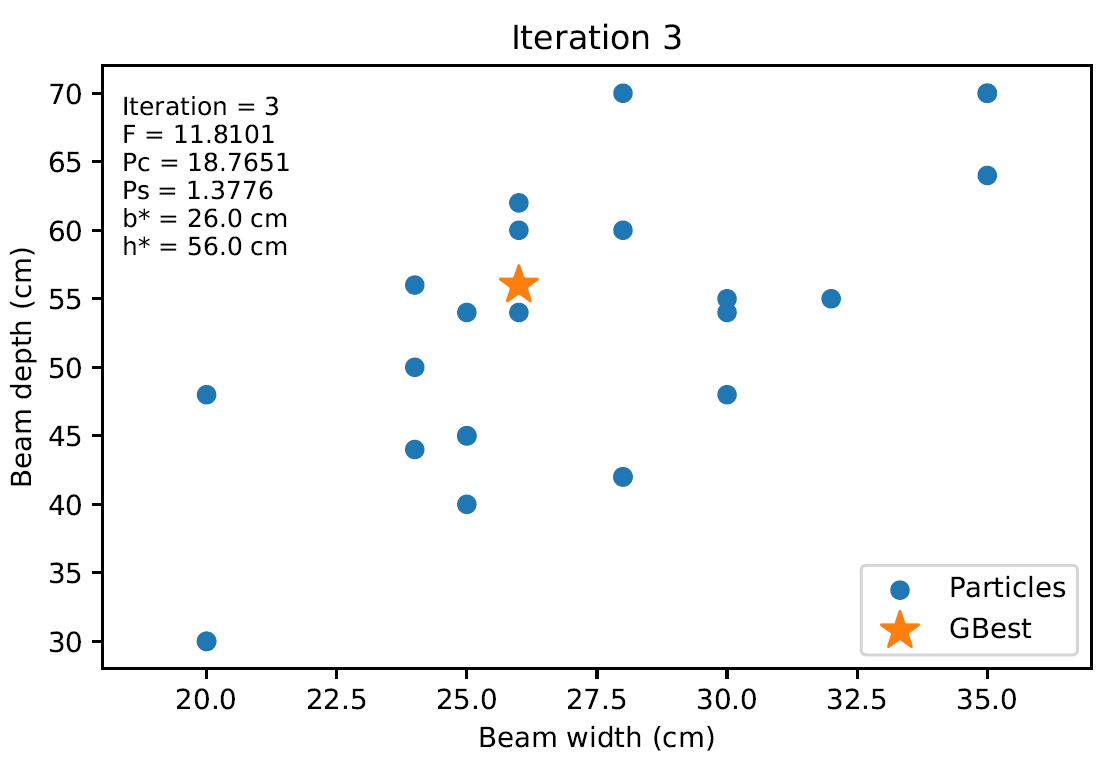 Iteration 3
Iteration = 3
F = 11.8101
Pc = 18.7651
Ps = 1.3776
b* = 26.0 cm
h* = 56.0 cm
Beam depth (cm)
70
65
60
55
50
45
40
35
30
Particles
GBest
20.0 22.5 25.0 27.5 30.0 32.5 35.0
Beam width (cm)